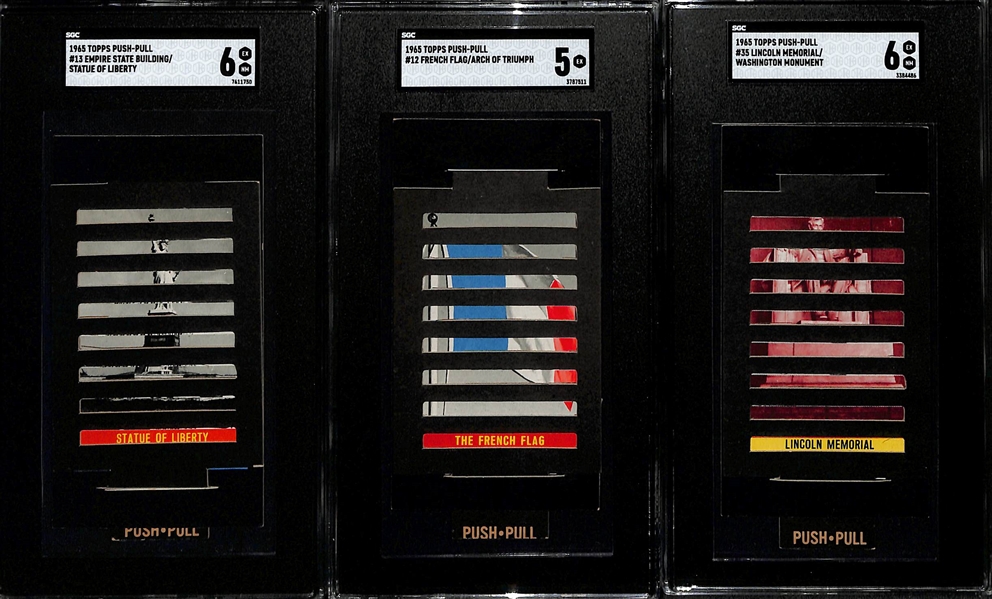 SGC
1965 TOPPS PUSH-PULL
#13 EMPIRE STATE BUILDING/
STATUE OF LIBERTY
6
EX
NM
7611750
STATUE OF LIBERTY
PUSH•PULL
SGC
1965 TOPPS PUSH-PULL
#12 FRENCH FLAG/ARCH OF TRIUMPH
5
EX
3787511
THE FRENCH FLAG
PUSH•PULL
SGC
1965 TOPPS PUSH-PULL
#35 LINCOLN MEMORIAL/
WASHINGTON MONUMENT
6
EX
NM
3384486
LINCOLN MEMORIAL
PUSH•PULL